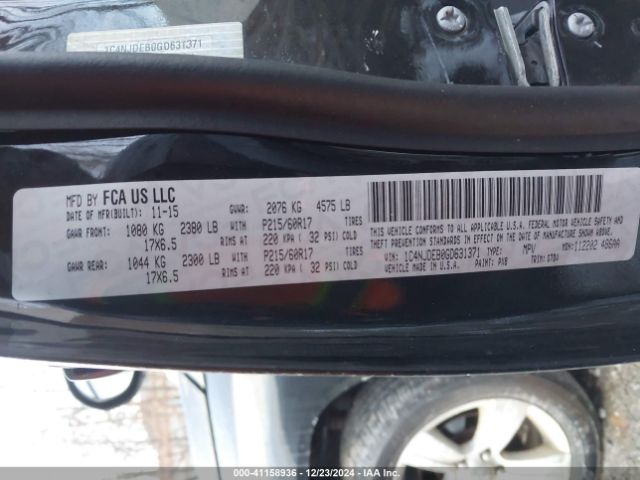 1C4NJDEB0GD631371
MFD BY FCA US LLC
DATE OF MFR(BUILT): 11-15 GVWR: 2076 KG 4575 LB
GAWR FRONT: 1080 KG 2380 LB WITH P215/60R17 TIRES
17X6.5 RIMS AT 220 KPA ( 32 PSI) COLD
GAWR REAR: 1044 KG 2300 LB WITH P215/60R17 TIRES
17X6.5 RIMS AT 220 KPA ( 32 PSI) COLD
THIS VEHICLE CONFORMS TO ALL APPLICABLE U.S.A. FEDERAL MOTOR VEHICLE SAFETY AND
THEFT PREVENTION STANDARDS IN EFFECT ON THE DATE OF MANUFACTURE SHOWN ABOVE.
VIN: 1C4NJDEB0GD631371 TYPE: MPV MDH: 112202 486AA
VEHICLE MADE IN U.S.A. PAINT: PX8 TRIM:
000-41158936 - 12/23/2024 - IAA Inc.